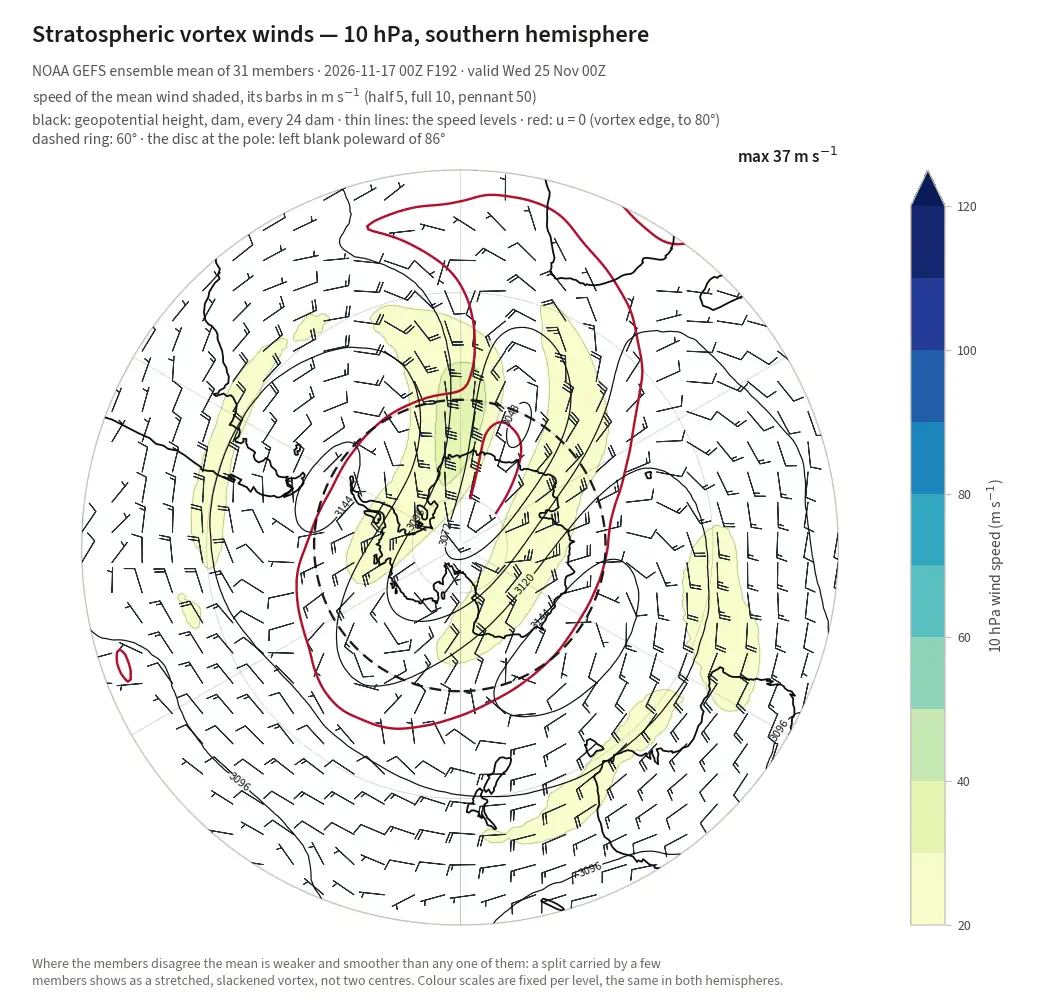 Stratospheric vortex winds — 10 hPa, southern hemisphere
NOAA GEFS ensemble mean of 31 members · 2026-11-17 00Z F192 · valid Wed 25 Nov 00Z
speed of the mean wind shaded, its barbs in m s⁻¹ (half 5, full 10, pennant 50)
black: geopotential height, dam, every 24 dam · thin lines: the speed levels · red: u = 0 (vortex edge, to 80°)
dashed ring: 60° · the disc at the pole: left blank poleward of 86°
max 37 m s⁻¹
120
100
80
60
40
20
10 hPa wind speed (m s⁻¹)
3048
3144
3072
3120
3144
3096
3096
3096
Where the members disagree the mean is weaker and smoother than any one of them: a split carried by a few
members shows as a stretched, slackened vortex, not two centres. Colour scales are fixed per level, the same in both hemispheres.